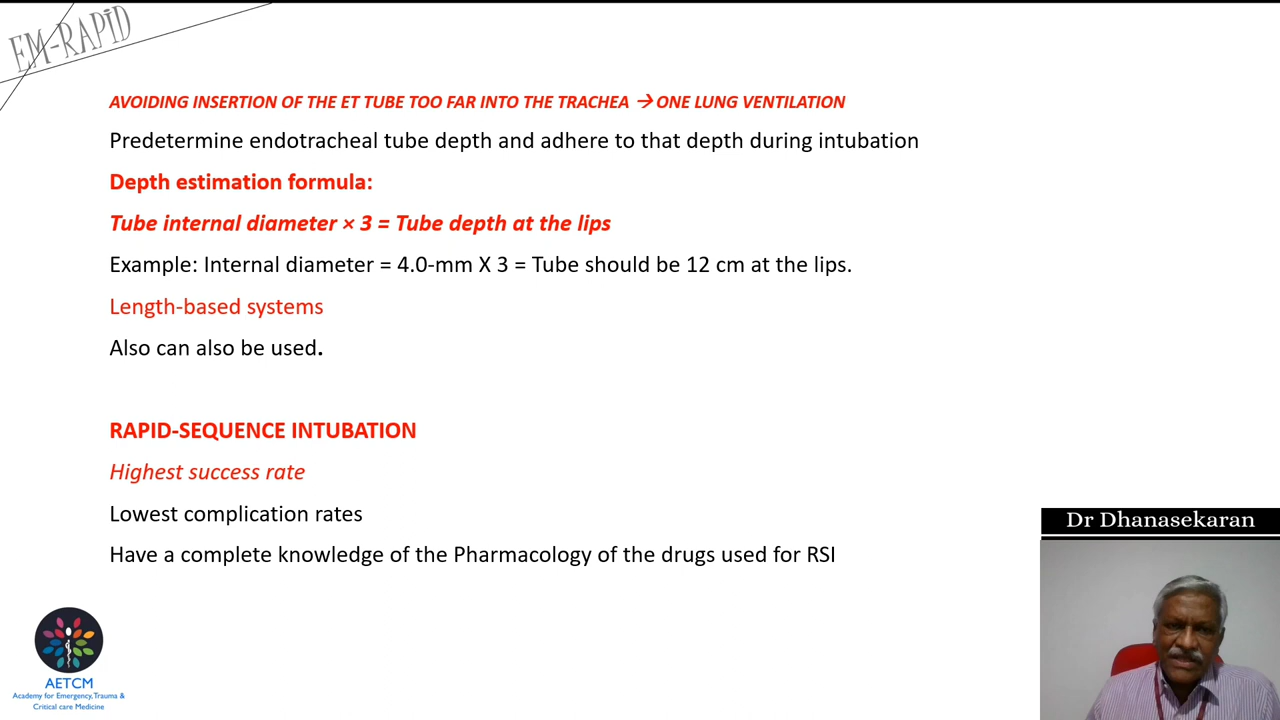 EM-RAPID
AVOIDING INSERTION OF THE ET TUBE TOO FAR INTO THE TRACHEA → ONE LUNG VENTILATION
Predetermine endotracheal tube depth and adhere to that depth during intubation
Depth estimation formula:
Tube internal diameter × 3 = Tube depth at the lips
Example: Internal diameter = 4.0-mm X 3 = Tube should be 12 cm at the lips.
Length-based systems
Also can also be used.
RAPID-SEQUENCE INTUBATION
Highest success rate
Lowest complication rates
Have a complete knowledge of the Pharmacology of the drugs used for RSI
Dr Dhanasekaran
AETCM
Academy for Emergency, Trauma &
Critical care Medicine